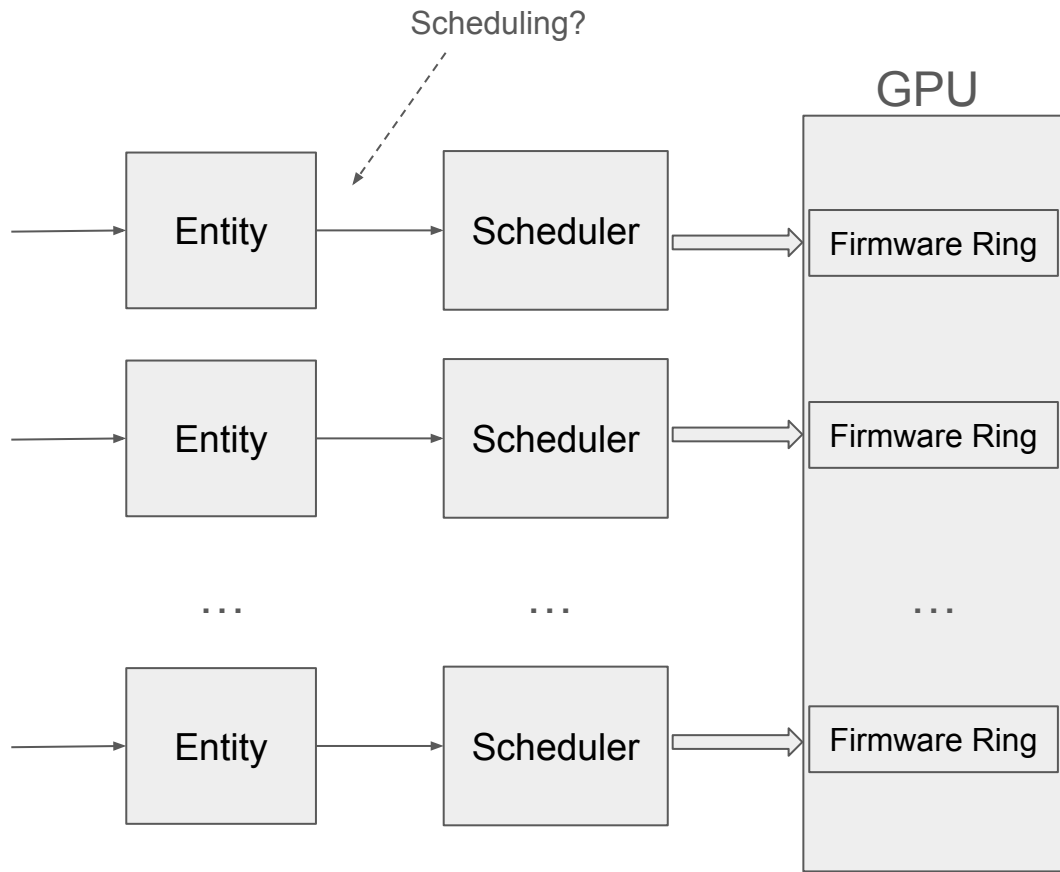 Scheduling?
GPU
Entity
Scheduler
Firmware Ring
Entity
Scheduler
Firmware Ring
...
...
...
Entity
Scheduler
Firmware Ring